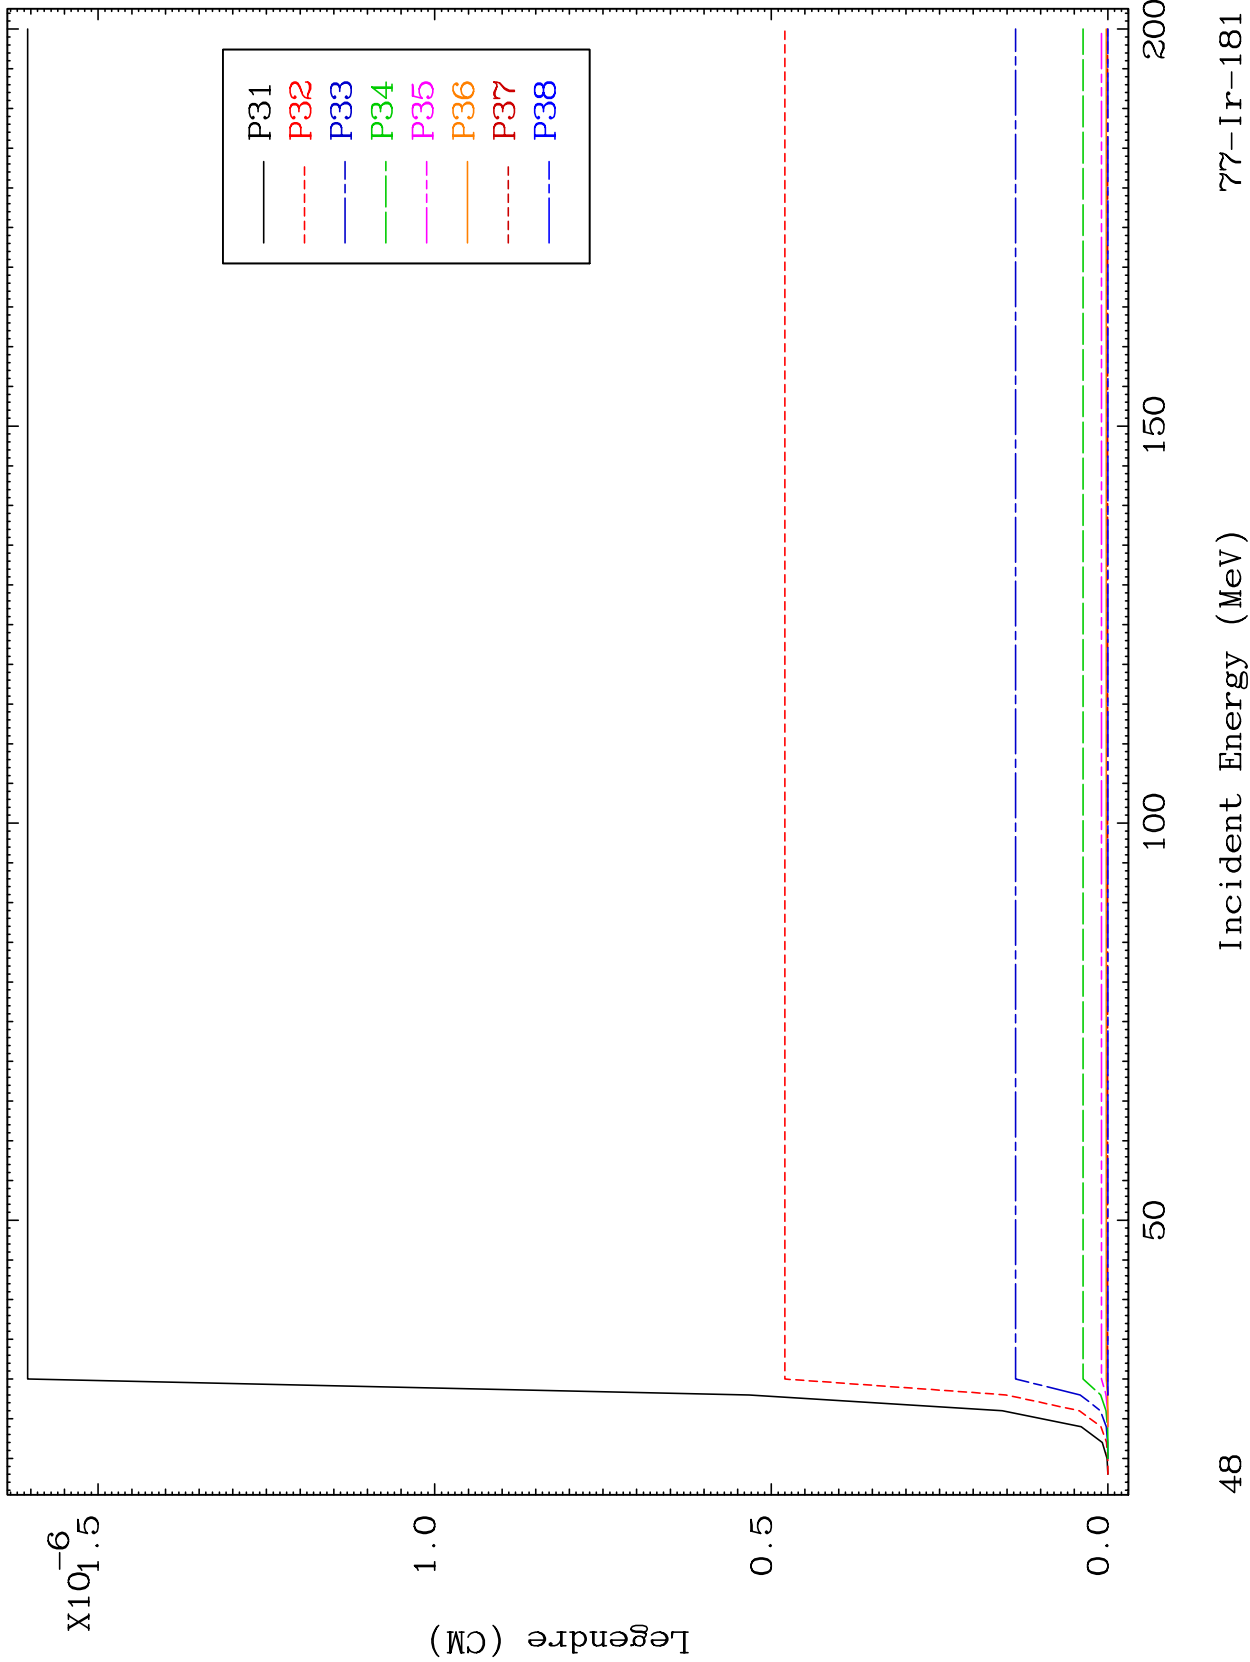 X10-6
1.5
1.0
0.5
0.0
Legendre (CM)
P31
P32
P33
P34
P35
P36
P37
P38
50
100
150
200
Incident Energy (MeV)
48
77-Ir-181